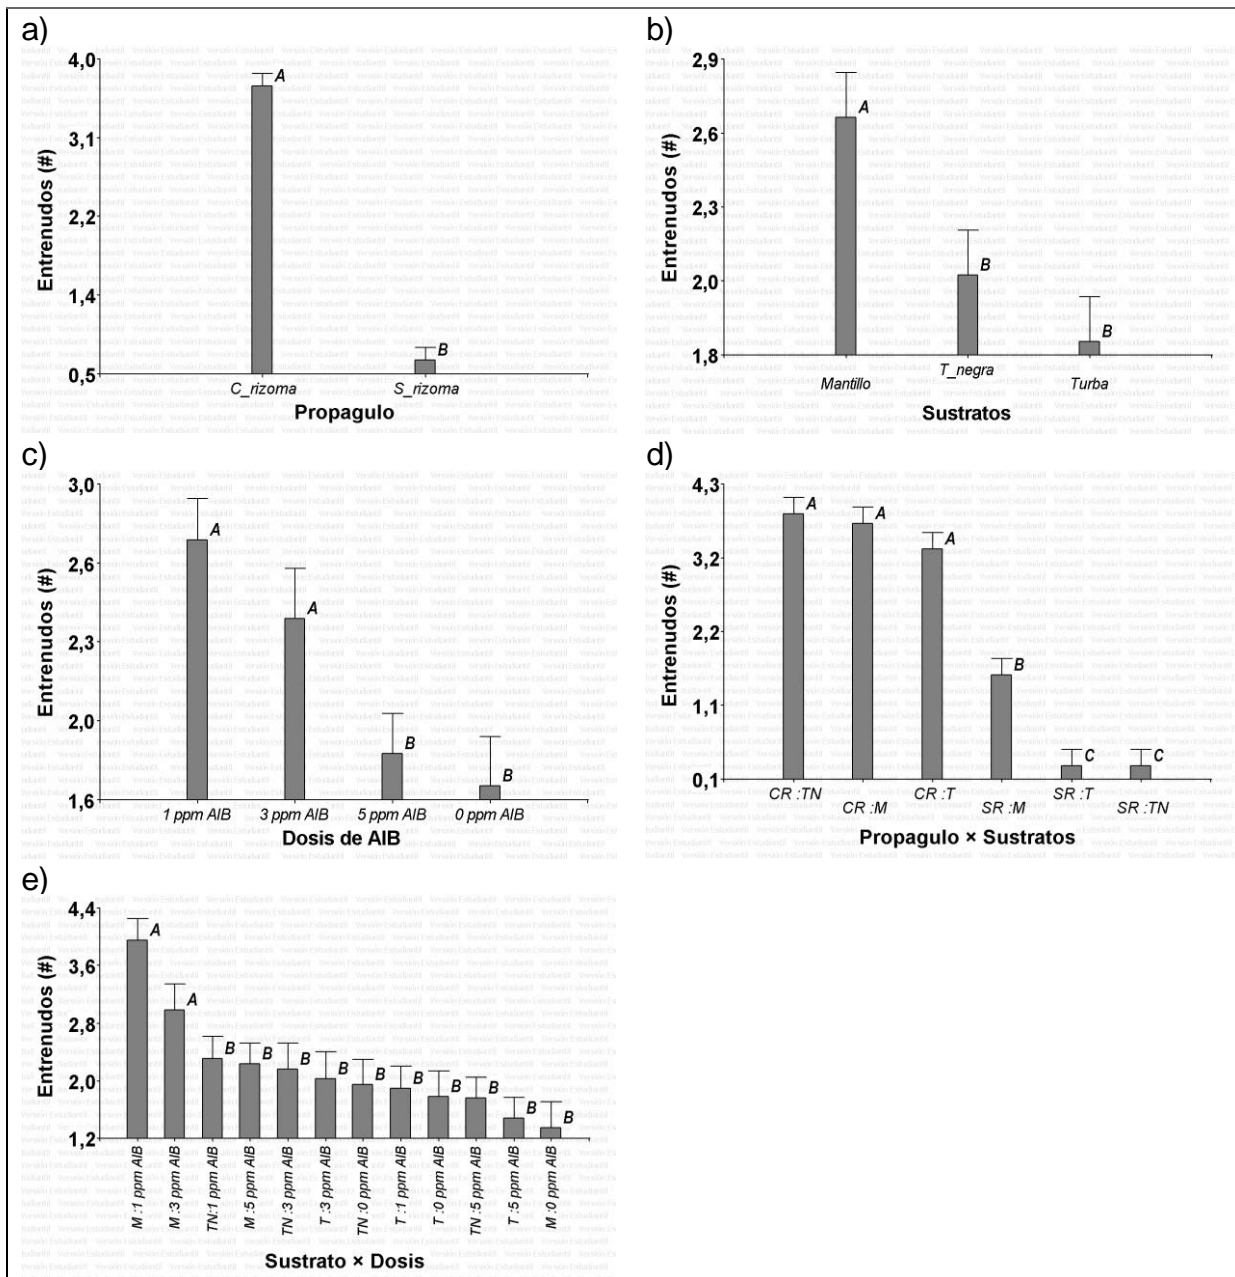 a)
4,0
3,1
2,2
1,4
0,5
Entrenudos (#)
A
B
C_rizoma
S_rizoma
Propagulo
b)
2,9
2,6
2,3
2,0
1,8
Entrenudos (#)
A
B
B
Mantillo
T_negra
Turba
Sustratos
c)
3,0
2,6
2,3
2,0
1,6
Entrenudos (#)
A
A
B
B
1 ppm AIB
3 ppm AIB
5 ppm AIB
0 ppm AIB
Dosis de AIB
d)
4,3
3,2
2,2
1,1
0,1
Entrenudos (#)
A
A
A
B
C
C
CR :TN
CR :M
CR :T
SR :M
SR :T
SR :TN
Propagulo × Sustratos
e)
4,4
3,6
2,8
2,0
1,2
Entrenudos (#)
A
A
B
B
B
B
B
B
B
B
B
B
M :1 ppm AIB
M :3 ppm AIB
TN:1 ppm AIB
M :5 ppm AIB
TN :3 ppm AIB
T :3 ppm AIB
TN :0 ppm AIB
T :1 ppm AIB
T :0 ppm AIB
TN :5 ppm AIB
T :5 ppm AIB
M :0 ppm AIB
Sustrato × Dosis
Versión Estudiantil